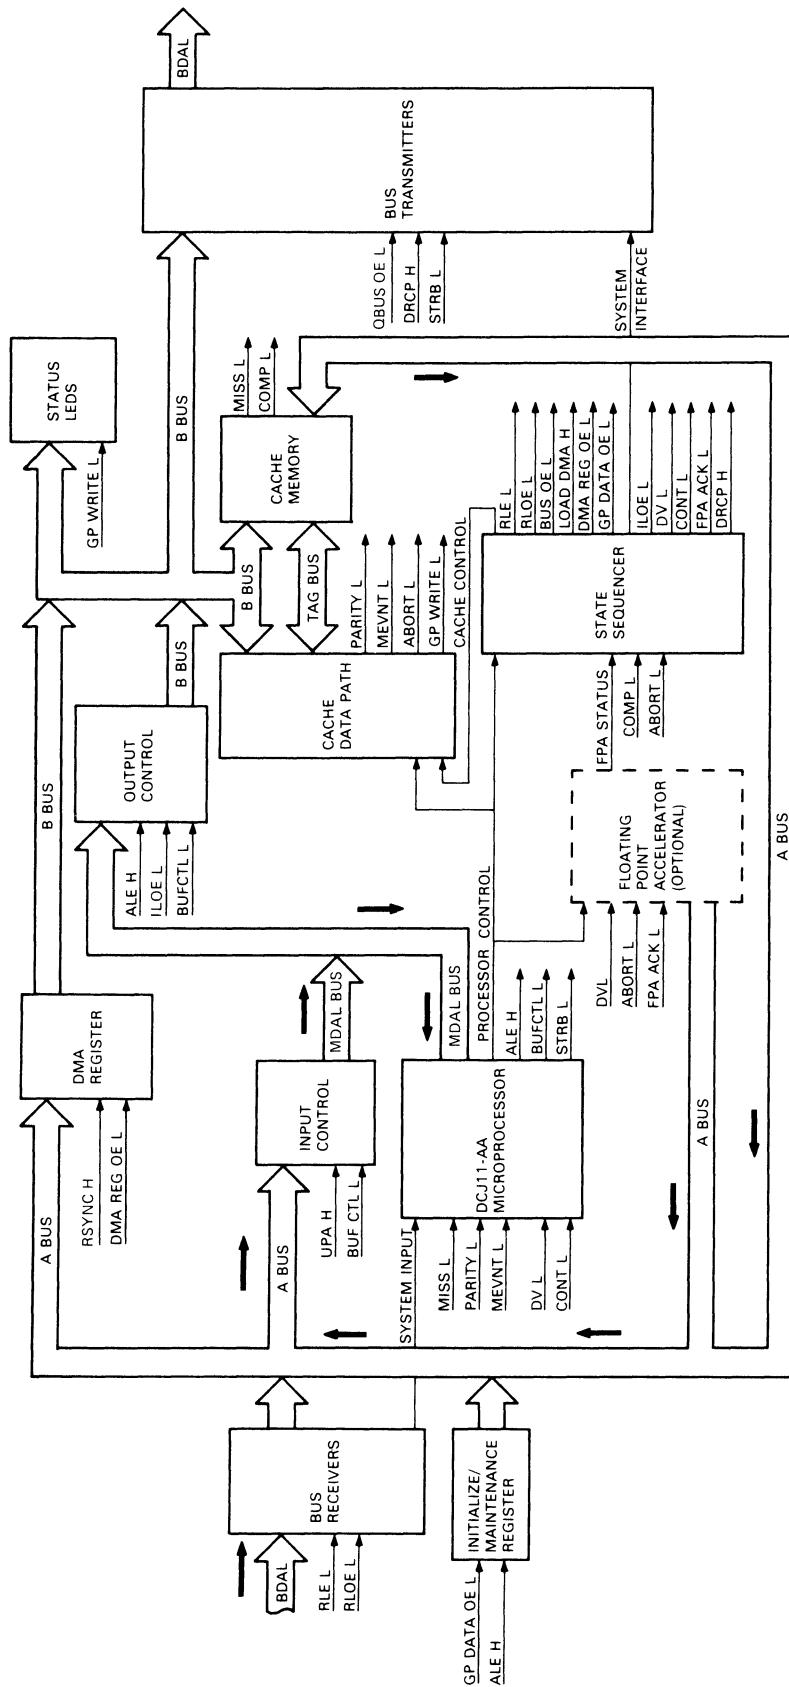 BDAL
RLE L
RLOE L
BUS
RECEIVERS
GP DATA OE L
ALE H
INITIALIZE/
MAINTENANCE
REGISTER
A BUS
RSYNC H
DMA REG OE L
DMA
REGISTER
B BUS
A BUS
UPA H
BUF CTL L
INPUT
CONTROL
MDAL BUS
ALE H
ILOE L
BUFCTL L
OUTPUT
CONTROL
B BUS
GP WRITE L
STATUS
LEDS
B BUS
BDAL
BUS
TRANSMITTERS
QBUS OE L
DRCP H
STRB L
SYSTEM
INTERFACE
SYSTEM INPUT
MISS L
PARITY L
MEVNT L
DV L
CONT L
DCJ11-AA
MICROPROCESSOR
MDAL BUS
PROCESSOR CONTROL
ALE H
BUFCTL L
STRB L
CACHE
DATA PATH
B BUS
TAG BUS
PARITY L
MEVNT L
ABORT L
GP WRITE L
CACHE CONTROL
CACHE
MEMORY
MISS L
COMP L
DVL
ABORT L
FPA ACK L
FLOATING
POINT
ACCELERATOR
(OPTIONAL)
FPA STATUS
COMP L
ABORT L
STATE
SEQUENCER
RLE L
RLOE L
BUS OE L
LOAD DMA H
DMA REG OE L
GP DATA OE L
ILOE L
DV L
CONT L
FPA ACK L
DRCP H
A BUS
A BUS